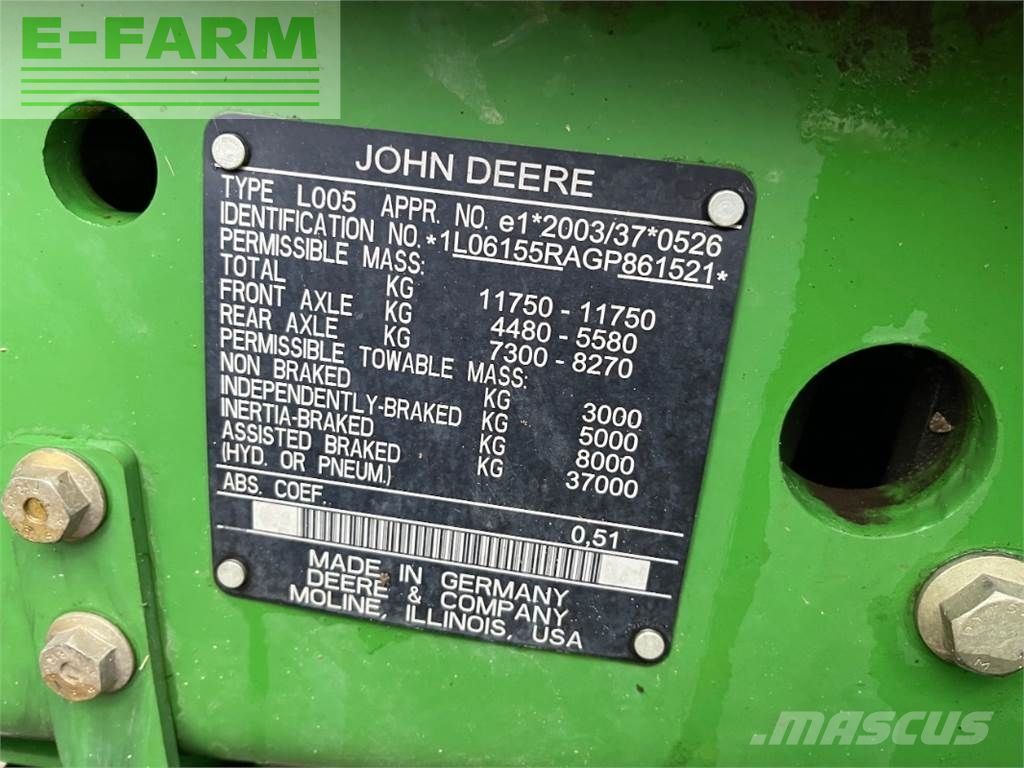 E-FARM
JOHN DEERE
TYPE L005 APPR. NO. e1*2003/37*0526
IDENTIFICATION NO. *1L06155RAGP861521*
PERMISSIBLE MASS:
TOTAL KG 11750 - 11750
FRONT AXLE KG 4480 - 5580
REAR AXLE KG 7300 - 8270
PERMISSIBLE TOWABLE MASS:
NON BRAKED KG 3000
INDEPENDENTLY-BRAKED KG 5000
INERTIA-BRAKED KG 8000
ASSISTED BRAKED KG 37000
(HYD. OR PNEUM.)
ABS. COEF. 0,51
MADE IN GERMANY
DEERE & COMPANY
MOLINE, ILLINOIS, USA
MASCUS